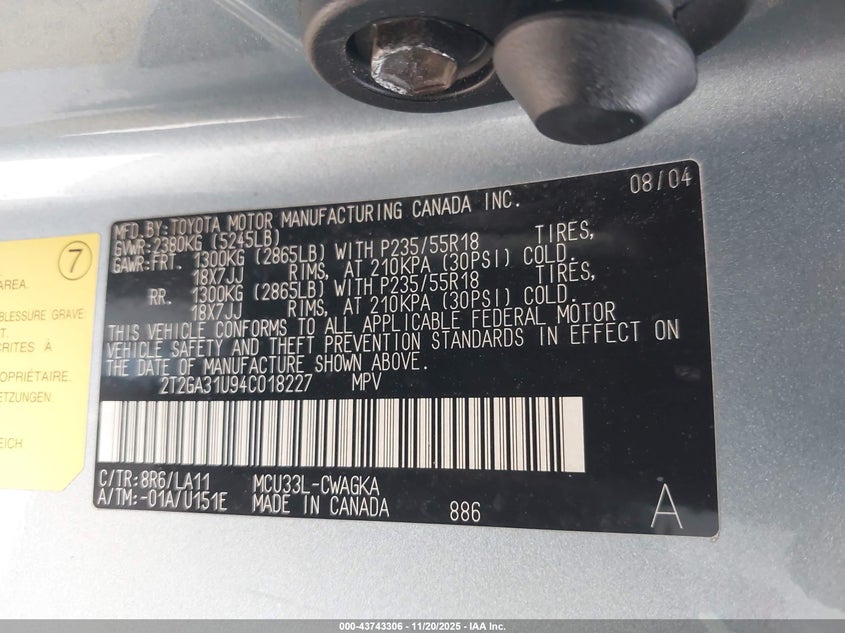 08/04
MFD.BY:TOYOTA MOTOR MANUFACTURING CANADA INC.
GVWR:2380KG (5245LB)
GAWR:FRT. 1300KG (2865LB) WITH P235/55R18 TIRES,
18X7JJ RIMS, AT 210KPA (30PSI) COLD.
RR. 1300KG (2865LB) WITH P235/55R18 TIRES,
18X7JJ RIMS, AT 210KPA (30PSI) COLD.
THIS VEHICLE CONFORMS TO ALL APPLICABLE FEDERAL MOTOR
VEHICLE SAFETY AND THEFT PREVENTION STANDARDS IN EFFECT ON
THE DATE OF MANUFACTURE SHOWN ABOVE.
2T2GA31U94C018227 MPV
C/TR:8R6/LA11 MCU33L-CWAGKA
A/TM:-01A/U151E MADE IN CANADA 886 A
7
AREA.
BLESSURE GRAVE
CRITES À
ROPRIÉTAIRE.
ETZUNGEN
REICH
000-43743306 - 11/20/2025 - IAA Inc.